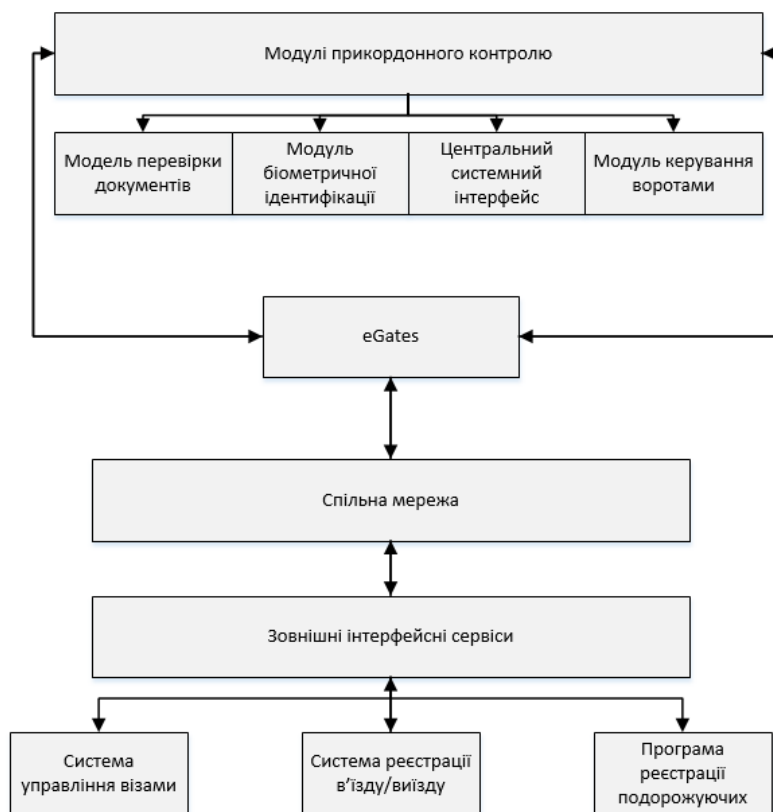 Модулі прикордонного контролю
Модель перевірки
документів
Модуль
біометричної
ідентифікації
Центральний
системний
інтерфейс
Модуль керування
воротами
eGates
Спільна мережа
Зовнішні інтерфейсні сервіси
Система
управління візами
Система реєстрації
в’їзду/виїзду
Програма
реєстрації
подорожуючих